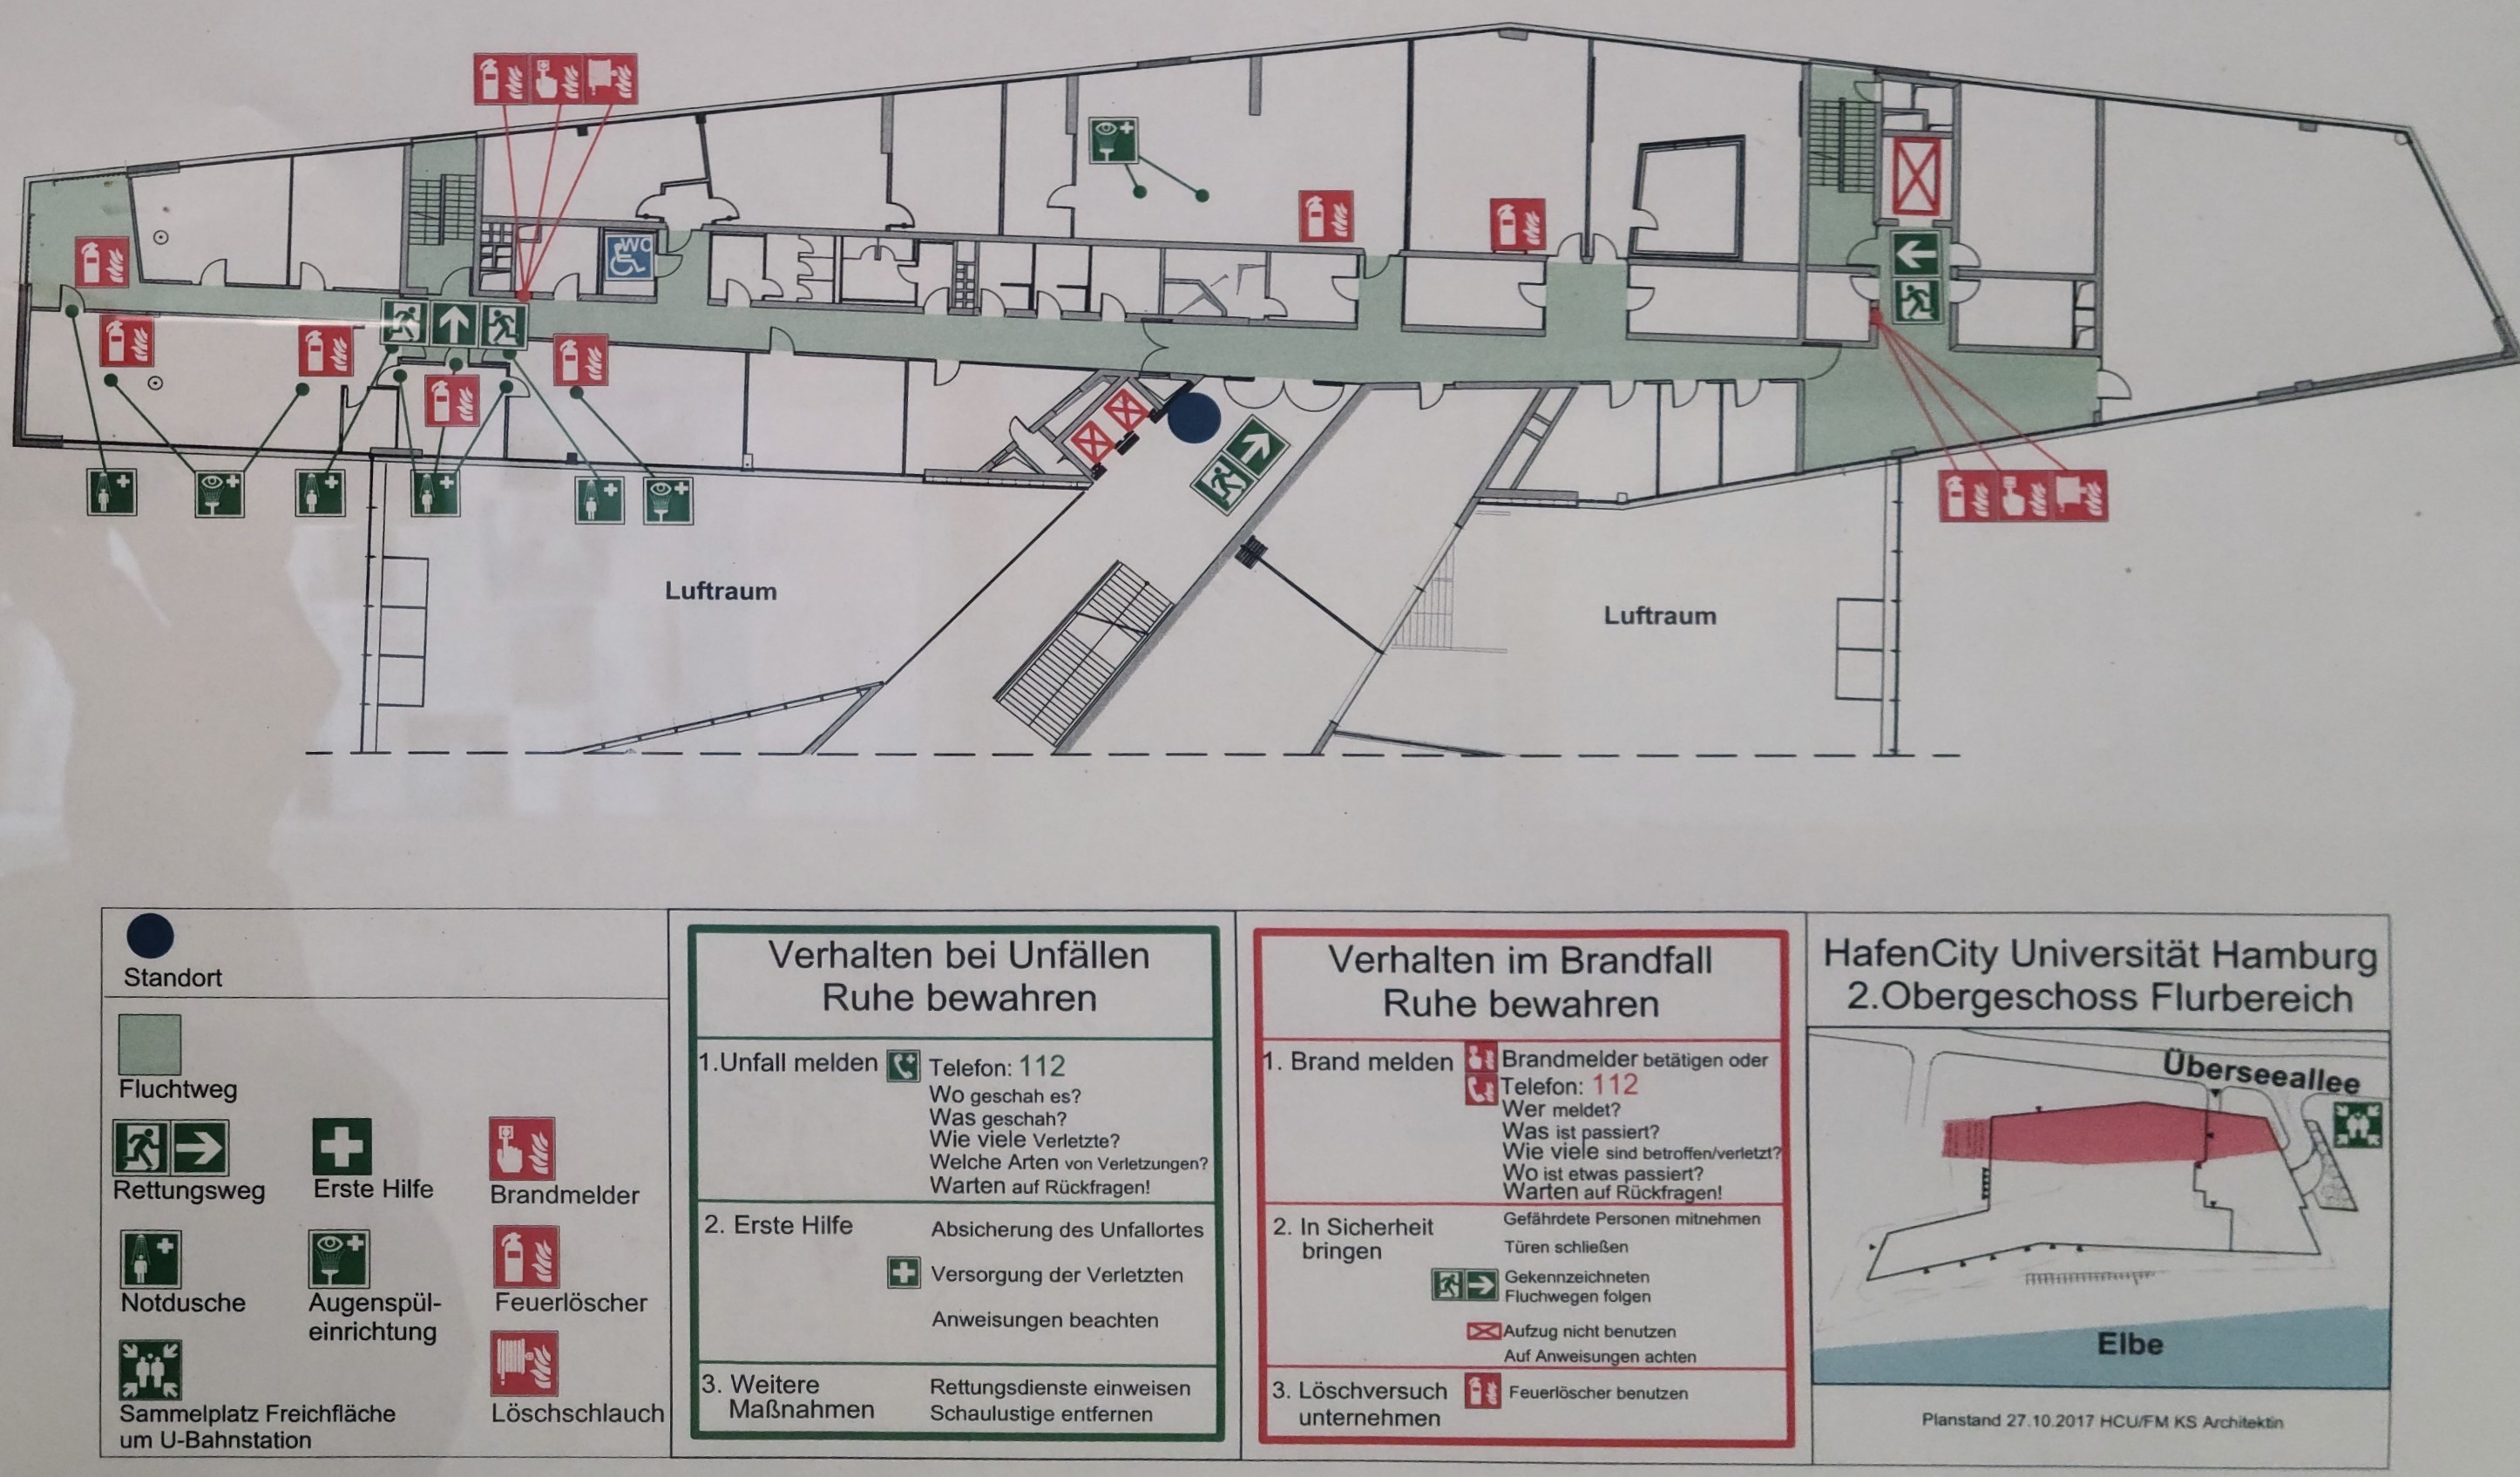 WC
Luftraum
Luftraum
Standort
Fluchtweg
Rettungsweg
Erste Hilfe
Brandmelder
Notdusche
Augenspül-
einrichtung
Feuerlöscher
Sammelplatz Freichfläche
um U-Bahnstation
Löschschlauch
Verhalten bei Unfällen
Ruhe bewahren
1.Unfall melden
Telefon: 112
Wo geschah es?
Was geschah?
Wie viele Verletzte?
Welche Arten von Verletzungen?
Warten auf Rückfragen!
2. Erste Hilfe
Absicherung des Unfallortes
Versorgung der Verletzten
Anweisungen beachten
3. Weitere
Maßnahmen
Rettungsdienste einweisen
Schaulustige entfernen
Verhalten im Brandfall
Ruhe bewahren
1. Brand melden
Brandmelder betätigen oder
Telefon: 112
Wer meldet?
Was ist passiert?
Wie viele sind betroffen/verletzt?
Wo ist etwas passiert?
Warten auf Rückfragen!
2. In Sicherheit
bringen
Gefährdete Personen mitnehmen
Türen schließen
Gekennzeichneten
Fluchwegen folgen
Aufzug nicht benutzen
Auf Anweisungen achten
3. Löschversuch
unternehmen
Feuerlöscher benutzen
HafenCity Universität Hamburg
2.Obergeschoss Flurbereich
Überseeallee
Elbe
Planstand 27.10.2017 HCU/FM KS Architektin